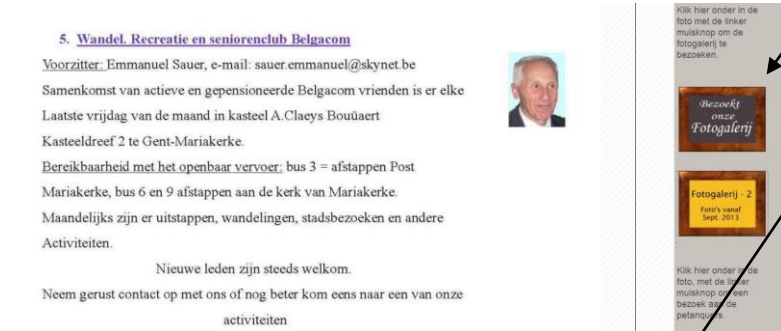 5. Wandel. Recreatie en seniorenclub Belgacom
Voorzitter: Emmanuel Sauer, e-mail: sauer.emmanuel@skynet.be
Samenkomst van actieve en gepensioneerde Belgacom vrienden is er elke
Laatste vrijdag van de maand in kasteel A.Claeys Bouüaert
Kasteeldreef 2 te Gent-Mariakerke.
Bereikbaarheid met het openbaar vervoer: bus 3 = afstappen Post
Mariakerke, bus 6 en 9 afstappen aan de kerk van Mariakerke.
Maandelijks zijn er uitstappen, wandelingen, stadsbezoeken en andere
Activiteiten.
Nieuwe leden zijn steeds welkom.
Neem gerust contact op met ons of nog beter kom eens naar een van onze
activiteiten
Klik hier onder in de
foto met de linker
muisknop om de
fotogalerij te
bezoeken.
Bezoekt
onze
Fotogalerij
Fotogalerij - 2
Foto's vanaf
Sept. 2013
Klik hier onder in de
foto, met de linker
muisknop om een
bezoek aan de
petanquers.